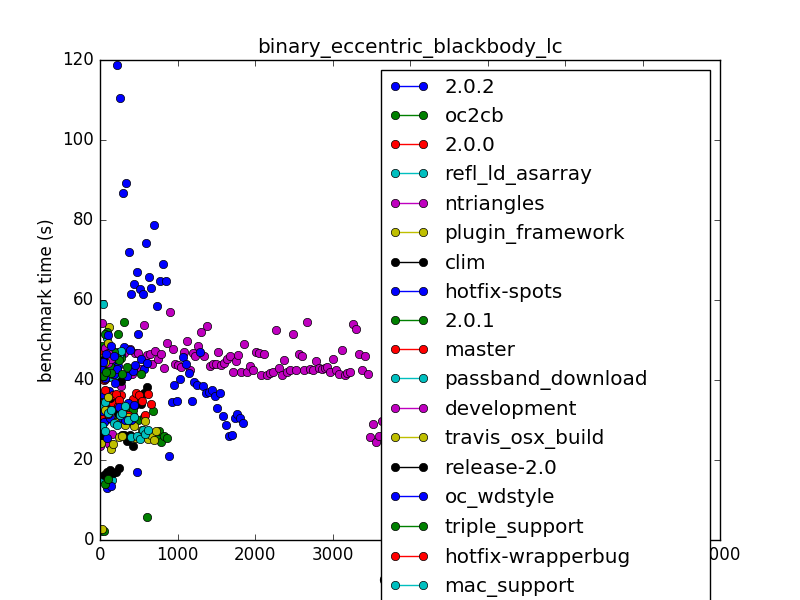 binary_eccentric_blackbody_lc
120
100
80
60
40
20
0
benchmark time (s)
0
1000
2000
3000
000
2.0.2
oc2cb
2.0.0
refl_ld_asarray
ntriangles
plugin_framework
clim
hotfix-spots
2.0.1
master
passband_download
development
travis_osx_build
release-2.0
oc_wdstyle
triple_support
hotfix-wrapperbug
mac_support